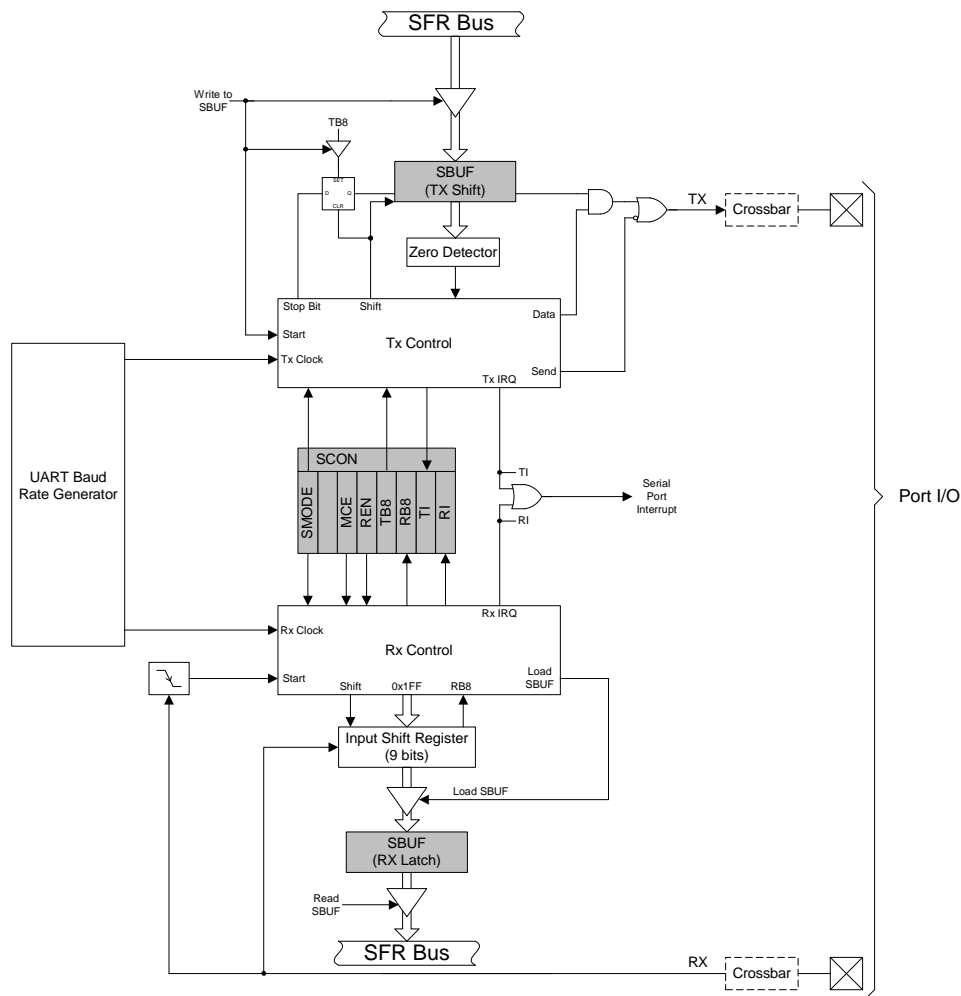 SFR Bus
Write to
SBUF
TB8
SET
D
Q
CLR
SBUF
(TX Shift)
TX
Crossbar
Zero Detector
Stop Bit
Shift
Data
Start
Tx Control
Tx Clock
Send
Tx IRQ
UART Baud
Rate Generator
SCON
SMODE
MCE
REN
TB8
RB8
TI
RI
TI
Serial
Port
Interrupt
RI
Port I/O
Rx IRQ
Rx Clock
Rx Control
Start
Load
SBUF
Shift
0x1FF
RB8
Input Shift Register
(9 bits)
Load SBUF
SBUF
(RX Latch)
Read
SBUF
SFR Bus
RX
Crossbar